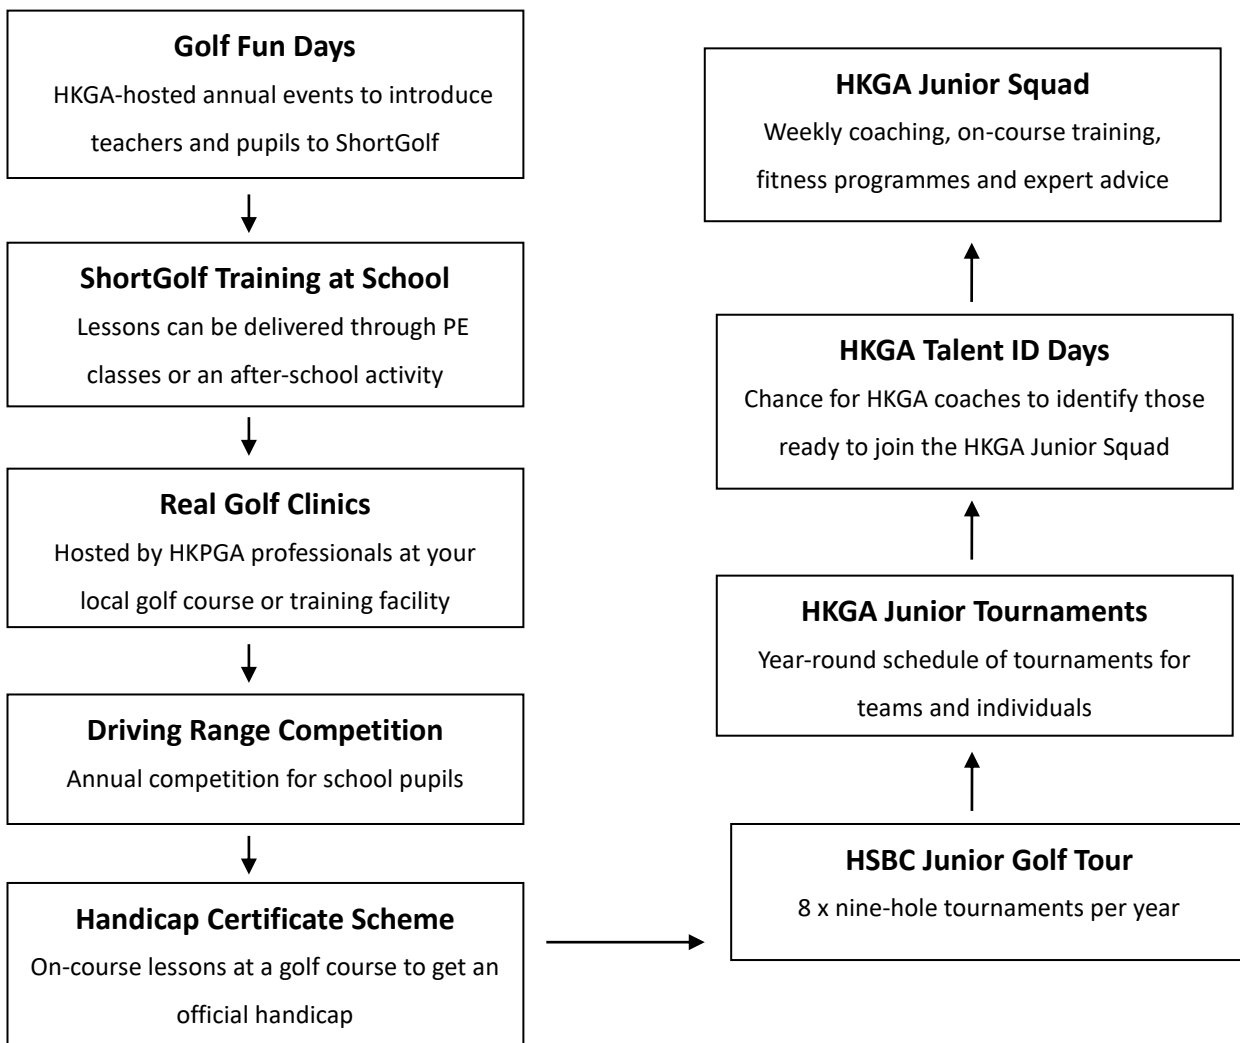 Golf Fun Days
HKGA-hosted annual events to introduce
teachers and pupils to ShortGolf
ShortGolf Training at School
Lessons can be delivered through PE
classes or an after-school activity
Real Golf Clinics
Hosted by HKPGA professionals at your
local golf course or training facility
Driving Range Competition
Annual competition for school pupils
Handicap Certificate Scheme
On-course lessons at a golf course to get an
official handicap
HSBC Junior Golf Tour
8 x nine-hole tournaments per year
HKGA Junior Tournaments
Year-round schedule of tournaments for
teams and individuals
HKGA Talent ID Days
Chance for HKGA coaches to identify those
ready to join the HKGA Junior Squad
HKGA Junior Squad
Weekly coaching, on-course training,
fitness programmes and expert advice